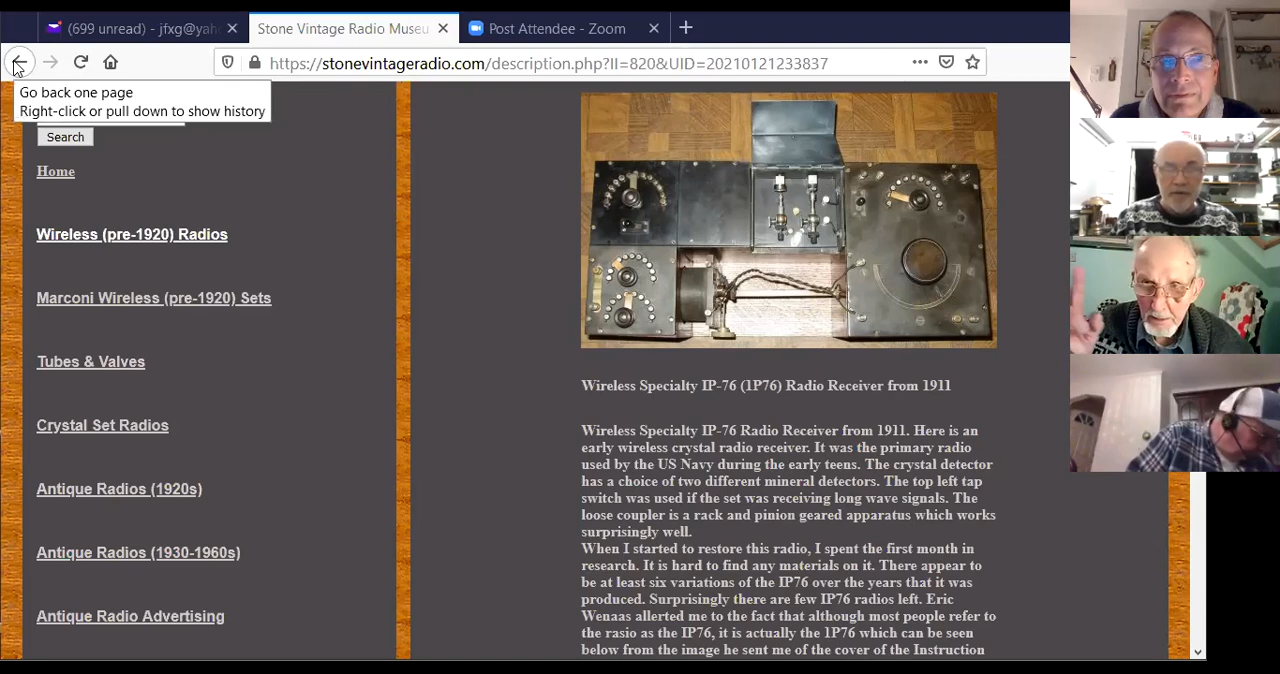 (699 unread) - jfxg@yah
Stone Vintage Radio Museu
Post Attendee - Zoom
https://stonevintageradio.com/description.php?II=820&UID=20210121233837
Go back one page
Right-click or pull down to show history
Search
Home
Wireless (pre-1920) Radios
Marconi Wireless (pre-1920) Sets
Tubes & Valves
Crystal Set Radios
Antique Radios (1920s)
Antique Radios (1930-1960s)
Antique Radio Advertising
Wireless Specialty IP-76 (1P76) Radio Receiver from 1911
Wireless Specialty IP-76 Radio Receiver from 1911. Here is an
early wireless crystal radio receiver. It was the primary radio
used by the US Navy during the early teens. The crystal detector
has a choice of two different mineral detectors. The top left tap
switch was used if the set was receiving long wave signals. The
loose coupler is a rack and pinion geared apparatus which works
surprisingly well.
When I started to restore this radio, I spent the first month in
research. It is hard to find any materials on it. There appear to
be at least six variations of the IP76 over the years that it was
produced. Surprisingly there are few IP76 radios left. Eric
Wenaas allerted me to the fact that although most people refer to
the rasio as the IP76, it is actually the 1P76 which can be seen
below from the image he sent me of the cover of the Instruction